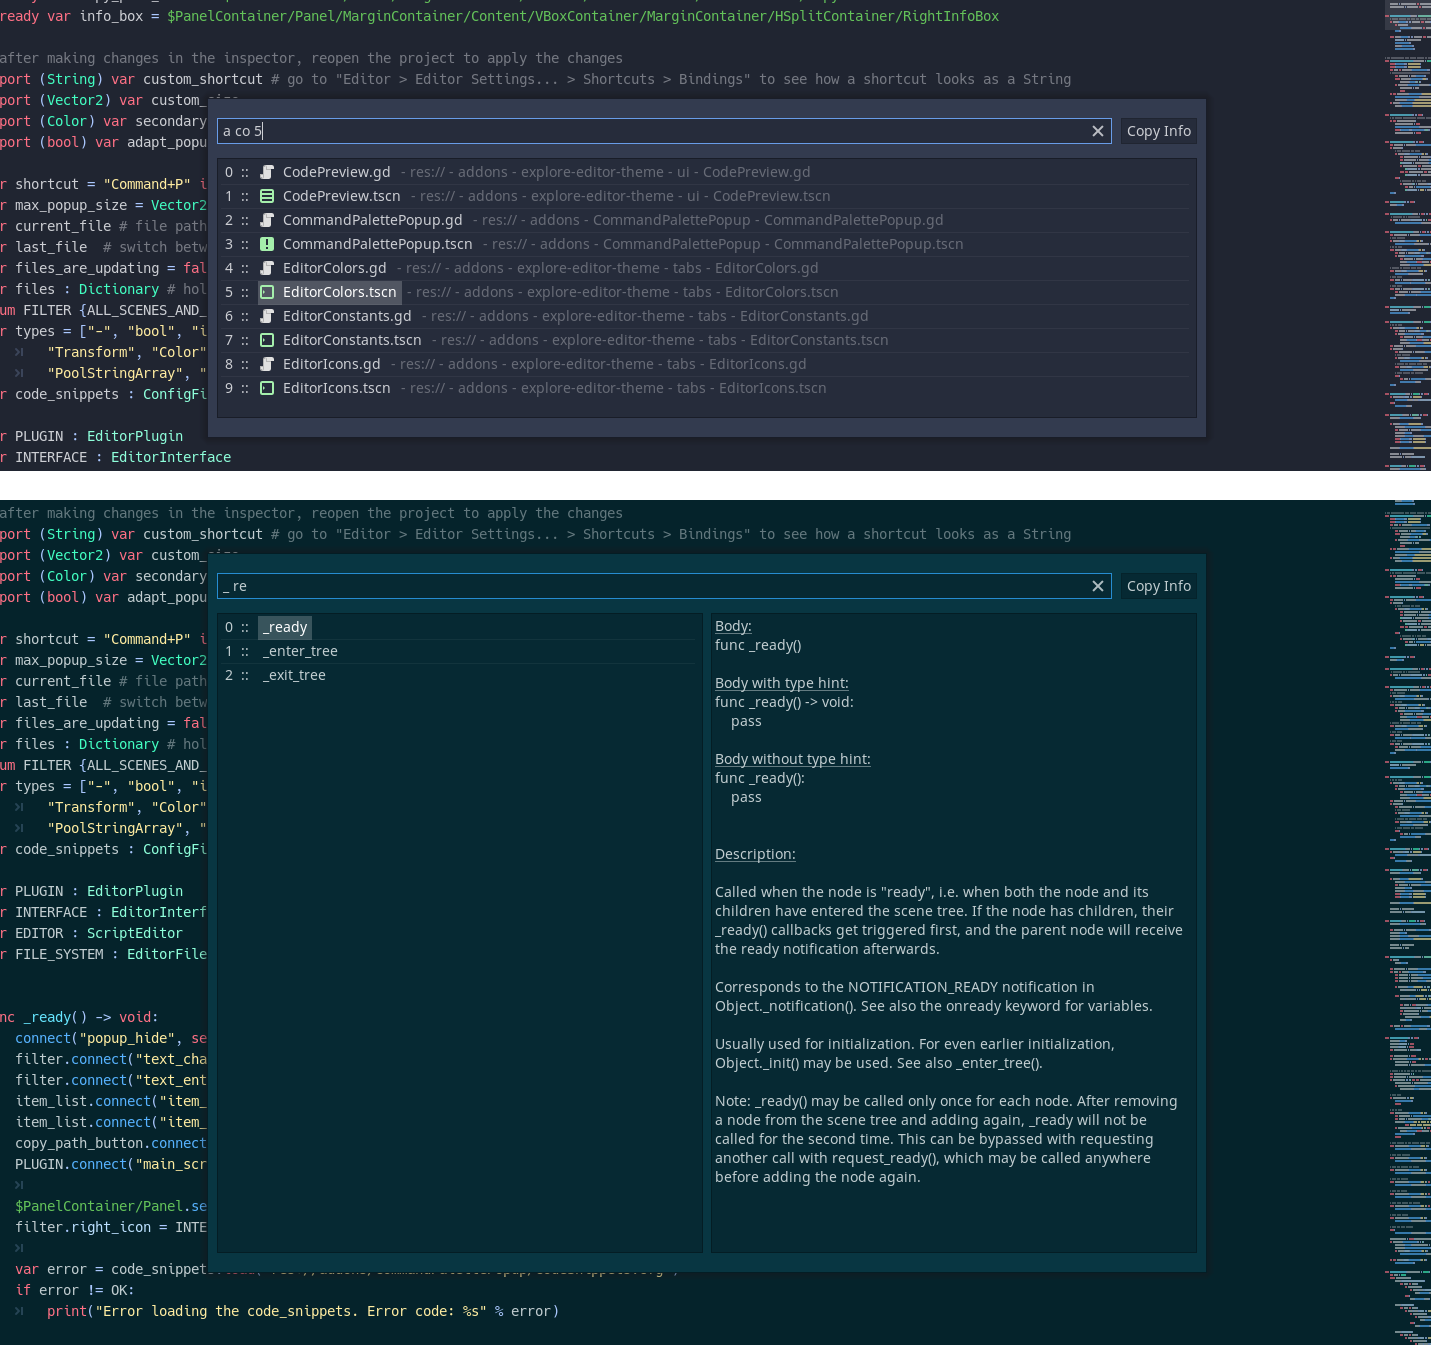 ready var info_box = $PanelContainer/Panel/MarginContainer/Content/VBoxContainer/MarginContainer/HSplitContainer/RightInfoBox
after making changes in the inspector, reopen the project to apply the changes
port (String) var custom_shortcut # go to "Editor > Editor Settings... > Shortcuts > Bindings" to see how a shortcut looks as a String
port (Vector2) var custom_size
port (Color) var secondary
port (bool) var adapt_popu
r shortcut = "Command+P" i
r max_popup_size = Vector2
r current_file # file path
r last_file # switch betw
r files_are_updating = fal
r files : Dictionary # hol
um FILTER {ALL_SCENES_AND_
r types = ["-", "bool", "i
"Transform", "Color"
"PoolStringArray", "
r code_snippets : ConfigFi
r PLUGIN : EditorPlugin
r INTERFACE : EditorInterface
a co 5
Copy Info
0 :: CodePreview.gd - res:// - addons - explore-editor-theme - ui - CodePreview.gd
1 :: CodePreview.tscn - res:// - addons - explore-editor-theme - ui - CodePreview.tscn
2 :: CommandPalettePopup.gd - res:// - addons - CommandPalettePopup - CommandPalettePopup.gd
3 :: CommandPalettePopup.tscn - res:// - addons - CommandPalettePopup - CommandPalettePopup.tscn
4 :: EditorColors.gd - res:// - addons - explore-editor-theme - tabs - EditorColors.gd
5 :: EditorColors.tscn - res:// - addons - explore-editor-theme - tabs - EditorColors.tscn
6 :: EditorConstants.gd - res:// - addons - explore-editor-theme - tabs - EditorConstants.gd
7 :: EditorConstants.tscn - res:// - addons - explore-editor-theme - tabs - EditorConstants.tscn
8 :: EditorIcons.gd - res:// - addons - explore-editor-theme - tabs - EditorIcons.gd
9 :: EditorIcons.tscn - res:// - addons - explore-editor-theme - tabs - EditorIcons.tscn
after making changes in the inspector, reopen the project to apply the changes
port (String) var custom_shortcut # go to "Editor > Editor Settings... > Shortcuts > Bindings" to see how a shortcut looks as a String
port (Vector2) var custom_size
port (Color) var secondary
port (bool) var adapt_popu
r shortcut = "Command+P" i
r max_popup_size = Vector2
r current_file # file path
r last_file # switch betw
r files_are_updating = fal
r files : Dictionary # hol
um FILTER {ALL_SCENES_AND_
r types = ["-", "bool", "i
"Transform", "Color"
"PoolStringArray", "
r code_snippets : ConfigFi
r PLUGIN : EditorPlugin
r INTERFACE : EditorInterf
r EDITOR : ScriptEditor
r FILE_SYSTEM : EditorFile
nc _ready() -> void:
connect("popup_hide", se
filter.connect("text_cha
filter.connect("text_ent
item_list.connect("item_
item_list.connect("item_
copy_path_button.connect
PLUGIN.connect("main_scr
$PanelContainer/Panel.se
filter.right_icon = INTE
var error = code_snippet
if error != OK:
print("Error loading the code_snippets. Error code: %s" % error)
_ re
Copy Info
0 :: _ready
1 :: _enter_tree
2 :: _exit_tree
Body:
func _ready()
Body with type hint:
func _ready() -> void:
pass
Body without type hint:
func _ready():
pass
Description:
Called when the node is "ready", i.e. when both the node and its
children have entered the scene tree. If the node has children, their
_ready() callbacks get triggered first, and the parent node will receive
the ready notification afterwards.
Corresponds to the NOTIFICATION_READY notification in
Object._notification(). See also the onready keyword for variables.
Usually used for initialization. For even earlier initialization,
Object._init() may be used. See also _enter_tree().
Note: _ready() may be called only once for each node. After removing
a node from the scene tree and adding again, _ready will not be
called for the second time. This can be bypassed with requesting
another call with request_ready(), which may be called anywhere
before adding the node again.